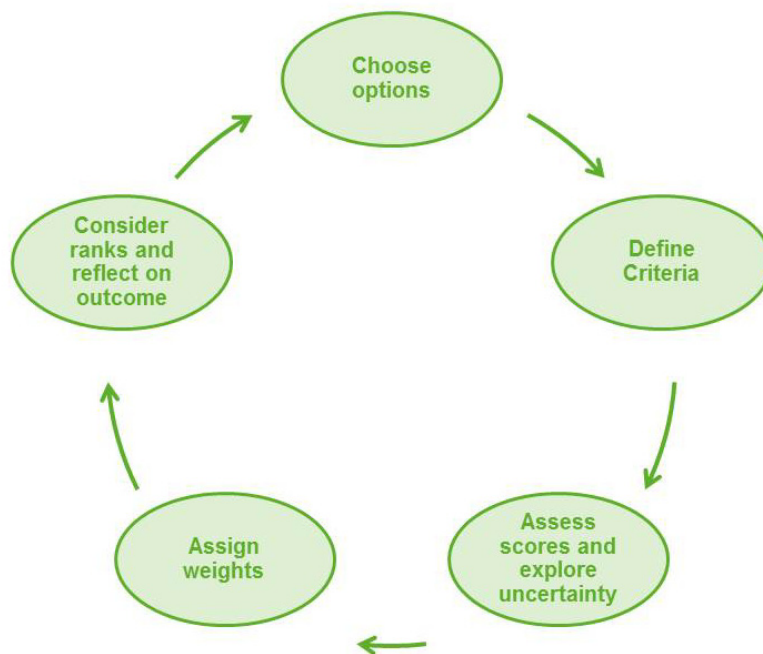 Choose
options
Define
Criteria
Assess
scores and
explore
uncertainty
Assign
weights
Consider
ranks and
reflect on
outcome